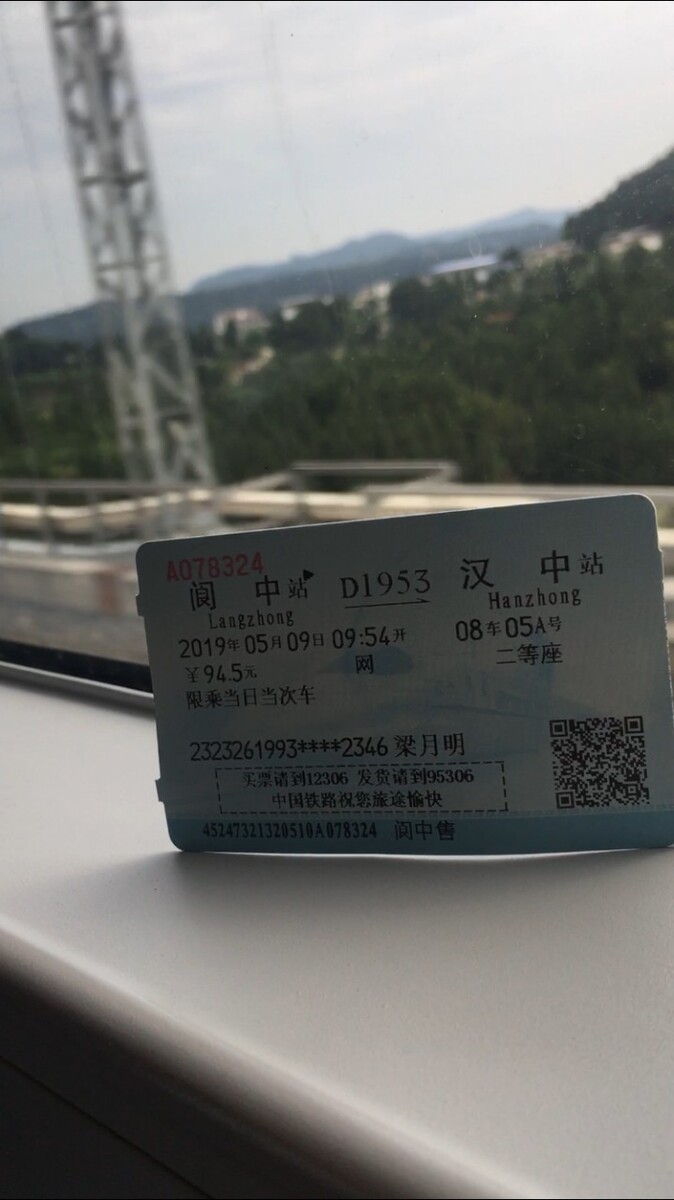 A078324
阆 中站 D1953 汉 中站
Langzhong Hanzhong
2019年05月09日 09:54开 08车05A号
¥94.5元 网 二等座
限乘当日当次车
2323261993****2346 梁月明
买票请到12306 发货请到95306
中国铁路祝您旅途愉快
45247321320510A078324 阆中售